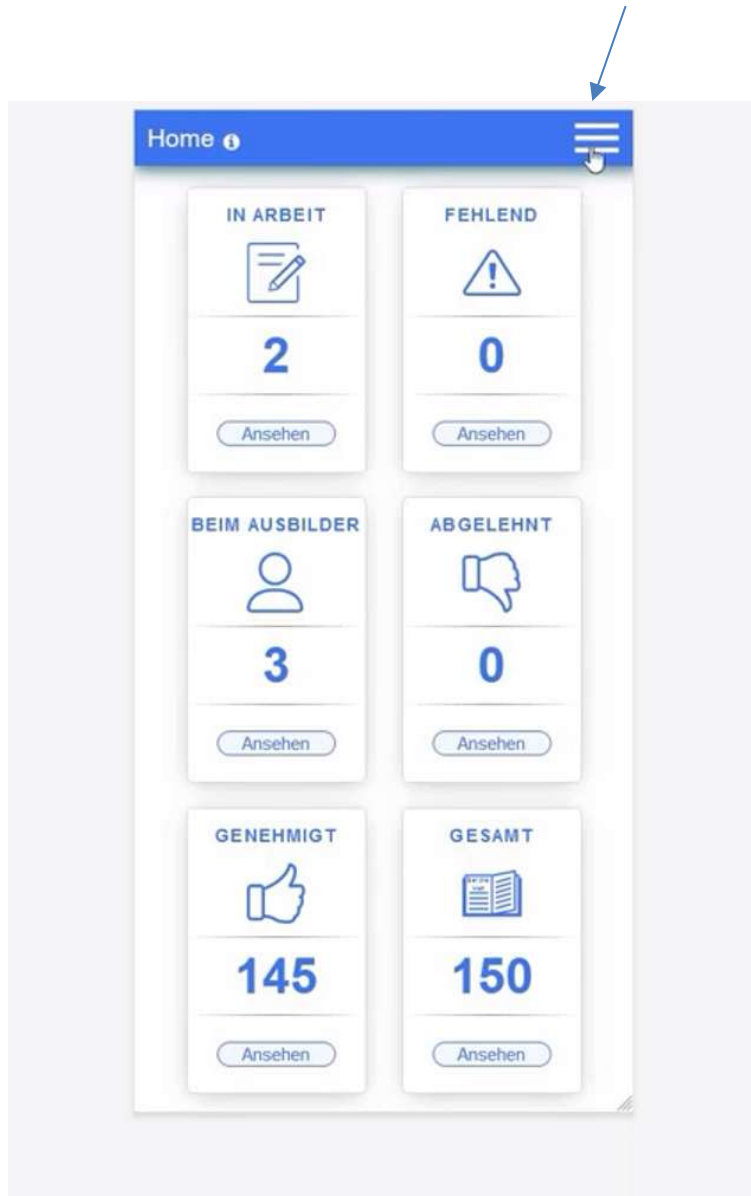 Home
IN ARBEIT
FEHLEND
2
0
Ansehen
Ansehen
BEIM AUSBILDER
ABGELEHNT
3
0
Ansehen
Ansehen
GENEHMIGT
GESAMT
145
150
Ansehen
Ansehen